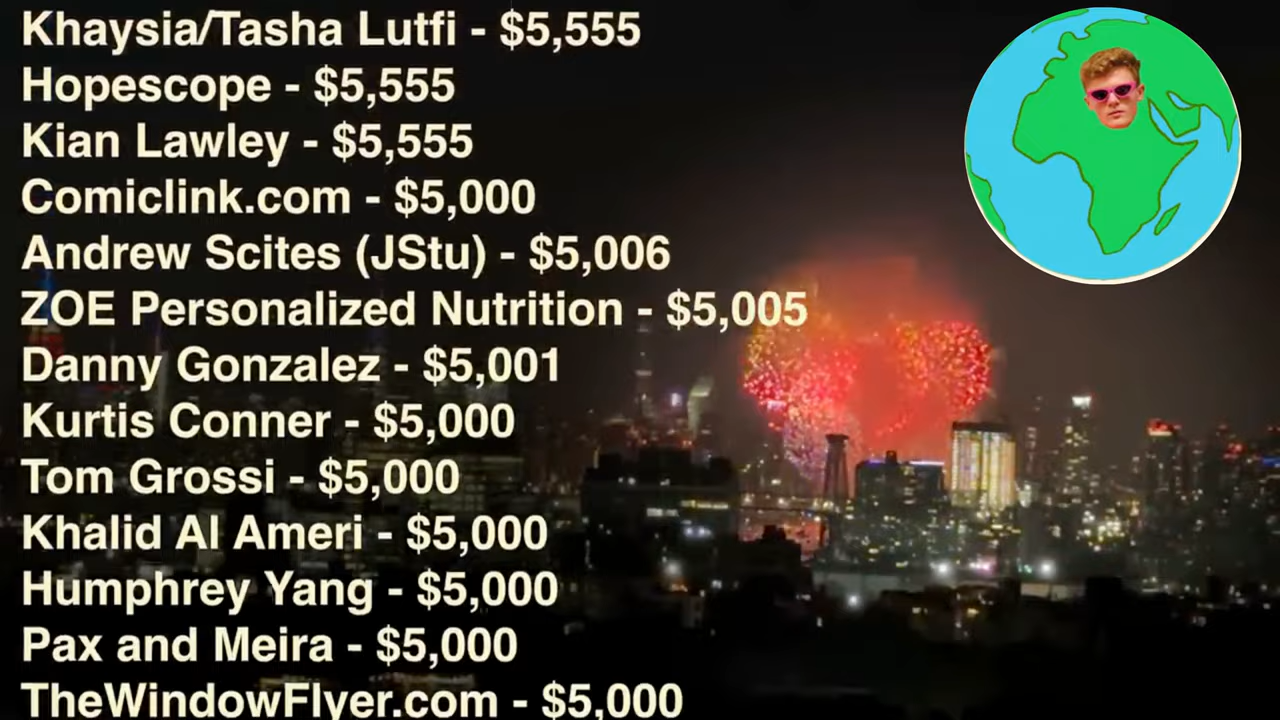 Khaysia/Tasha Lutfi - $5,555
Hopescope - $5,555
Kian Lawley - $5,555
Comiclink.com - $5,000
Andrew Scites (JStu) - $5,006
ZOE Personalized Nutrition - $5,005
Danny Gonzalez - $5,001
Kurtis Conner - $5,000
Tom Grossi - $5,000
Khalid Al Ameri - $5,000
Humphrey Yang - $5,000
Pax and Meira - $5,000
TheWindowFlyer.com - $5,000